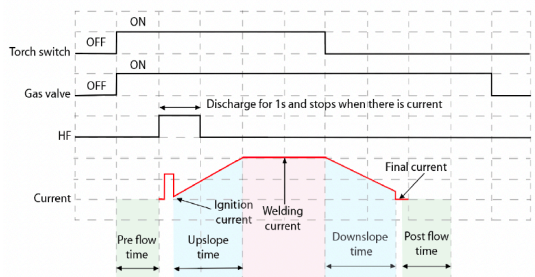 ON
Torch switch
OFF
ON
Gas valve
OFF
Discharge for 1s and stops when there is current
HF
Final current
Current
Ignition
current
Welding
current
Pre flow
time
Upslope
time
Downslope
time
Post flow
time